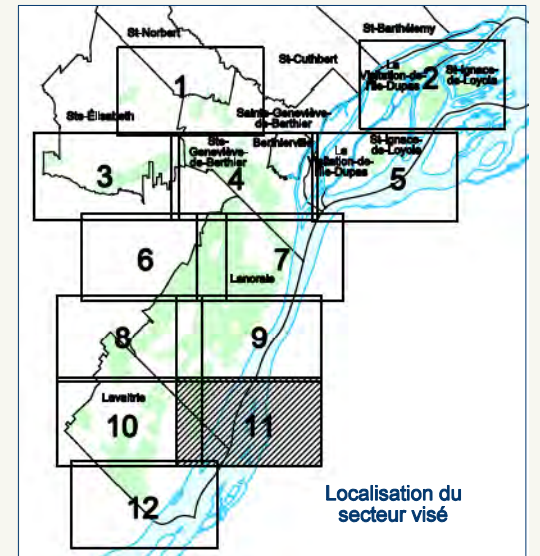 St-Norbert
St-Barthélemy
St-Cuthbert
La
Visitation-de-
l'Île-Dupas
2
St-Ignace-
de-Loyola
1
Ste-Élisabeth
Sainte-Geneviève-
de-Berthier
Ste-
Geneviève-
de-Berthier
Berthierville
La
Visitation-de-
l'Île-Dupas
St-Ignace-
de-Loyola
3
4
5
6
7
Lanoraie
8
9
Lavaltrie
10
11
12
Localisation du
secteur visé